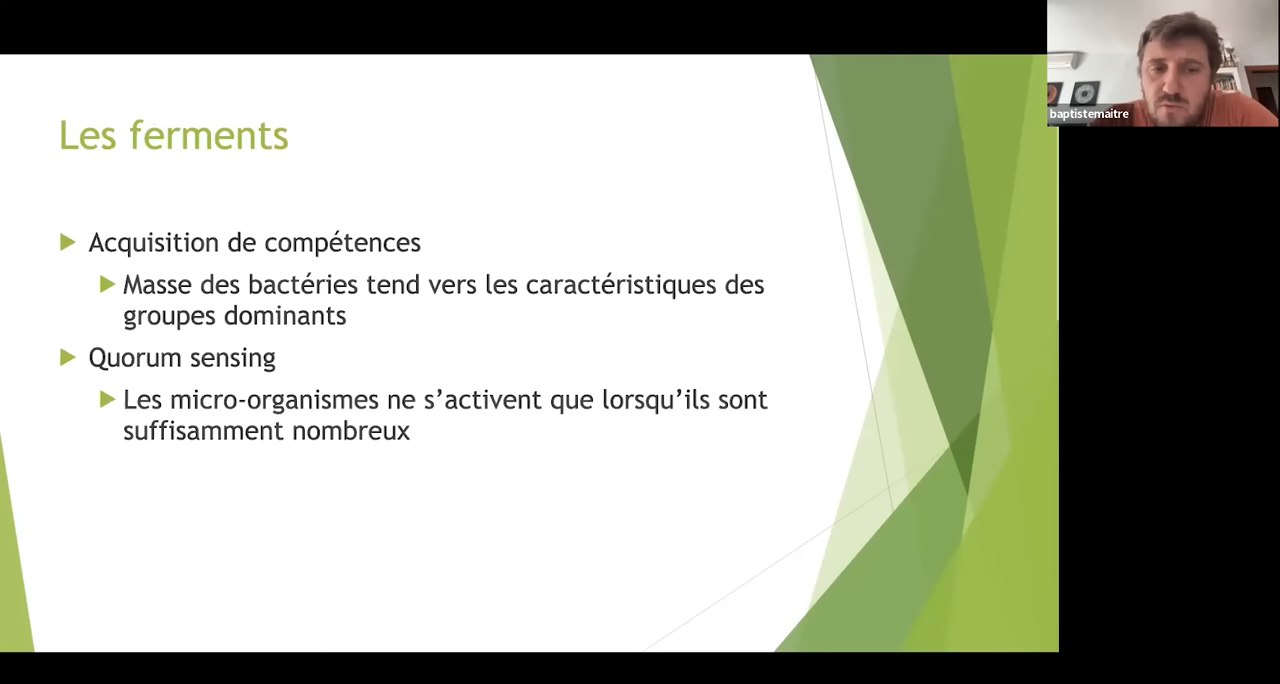 Les ferments
Acquisition de compétences
Masse des bactéries tend vers les caractéristiques des
groupes dominants
Quorum sensing
Les micro-organismes ne s’activent que lorsqu’ils sont
suffisamment nombreux
baptistemaitre